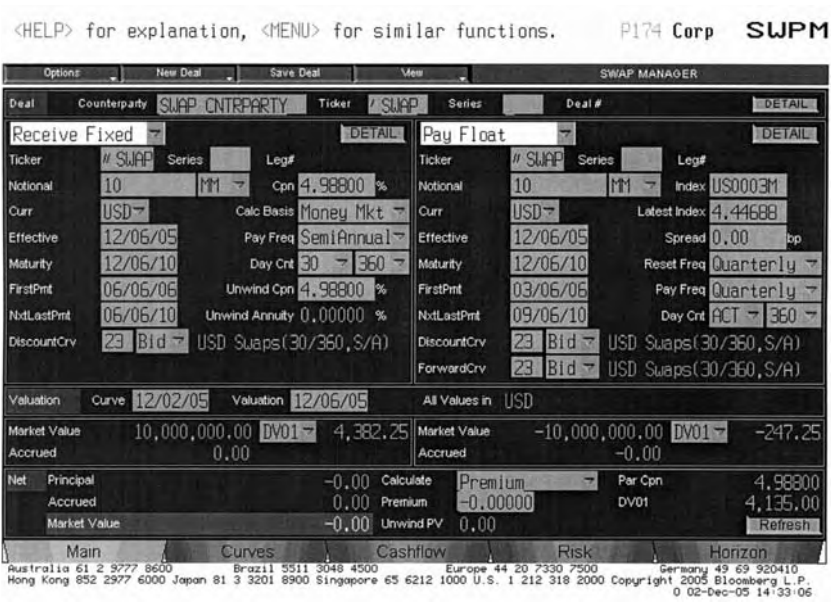 <HELP> for explanation, <MENU> for similar functions. P174 Corp SWPM
Options New Deal Save Deal View SWAP MANAGER
Deal Counterparty SWAP CNTRPARTY Ticker / SWAP Series Deal # DETAIL
Receive Fixed DETAIL Pay Float DETAIL
Ticker // SWAP Series Leg# Ticker // SWAP Series Leg#
Notional 10 MM Cpn 4.98800 % Notional 10 MM Index US0003M
Curr USD Calc Basis Money Mkt Curr USD Latest Index 4.44688
Effective 12/06/05 Pay Freq SemiAnnual Effective 12/06/05 Spread 0.00 bp
Maturity 12/06/10 Day Cnt 30 360 Maturity 12/06/10 Reset Freq Quarterly
FirstPmt 06/06/06 Unwind Cpn 4.98800 % FirstPmt 03/06/06 Pay Freq Quarterly
NxtLastPmt 06/06/10 Unwind Annuity 0.00000 % NxtLastPmt 09/06/10 Day Cnt ACT 360
DiscountCrv 23 Bid USD Swaps(30/360,S/A) DiscountCrv 23 Bid USD Swaps(30/360,S/A)
ForwardCrv 23 Bid USD Swaps(30/360,S/A)
Valuation Curve 12/02/05 Valuation 12/06/05 All Values in USD
Market Value 10,000,000.00 DV01 4,382.25 Market Value -10,000,000.00 DV01 -247.25
Accrued 0.00 Accrued -0.00
Net Principal -0.00 Calculate Premium Par Cpn 4.98800
Accrued 0.00 Premium -0.00000 DV01 4,135.00
Market Value -0.00 Unwind PV 0.00 Refresh
Main Curves Cashflow Risk Horizon
Australia 61 2 9777 8600 Brazil 5511 3048 4500 Europe 44 20 7330 7500 Germany 49 69 920410
Hong Kong 852 2977 6000 Japan 81 3 3201 8900 Singapore 65 6212 1000 U.S. 1 212 318 2000 Copyright 2005 Bloomberg L.P.
0 02-Dec-05 14:33:06